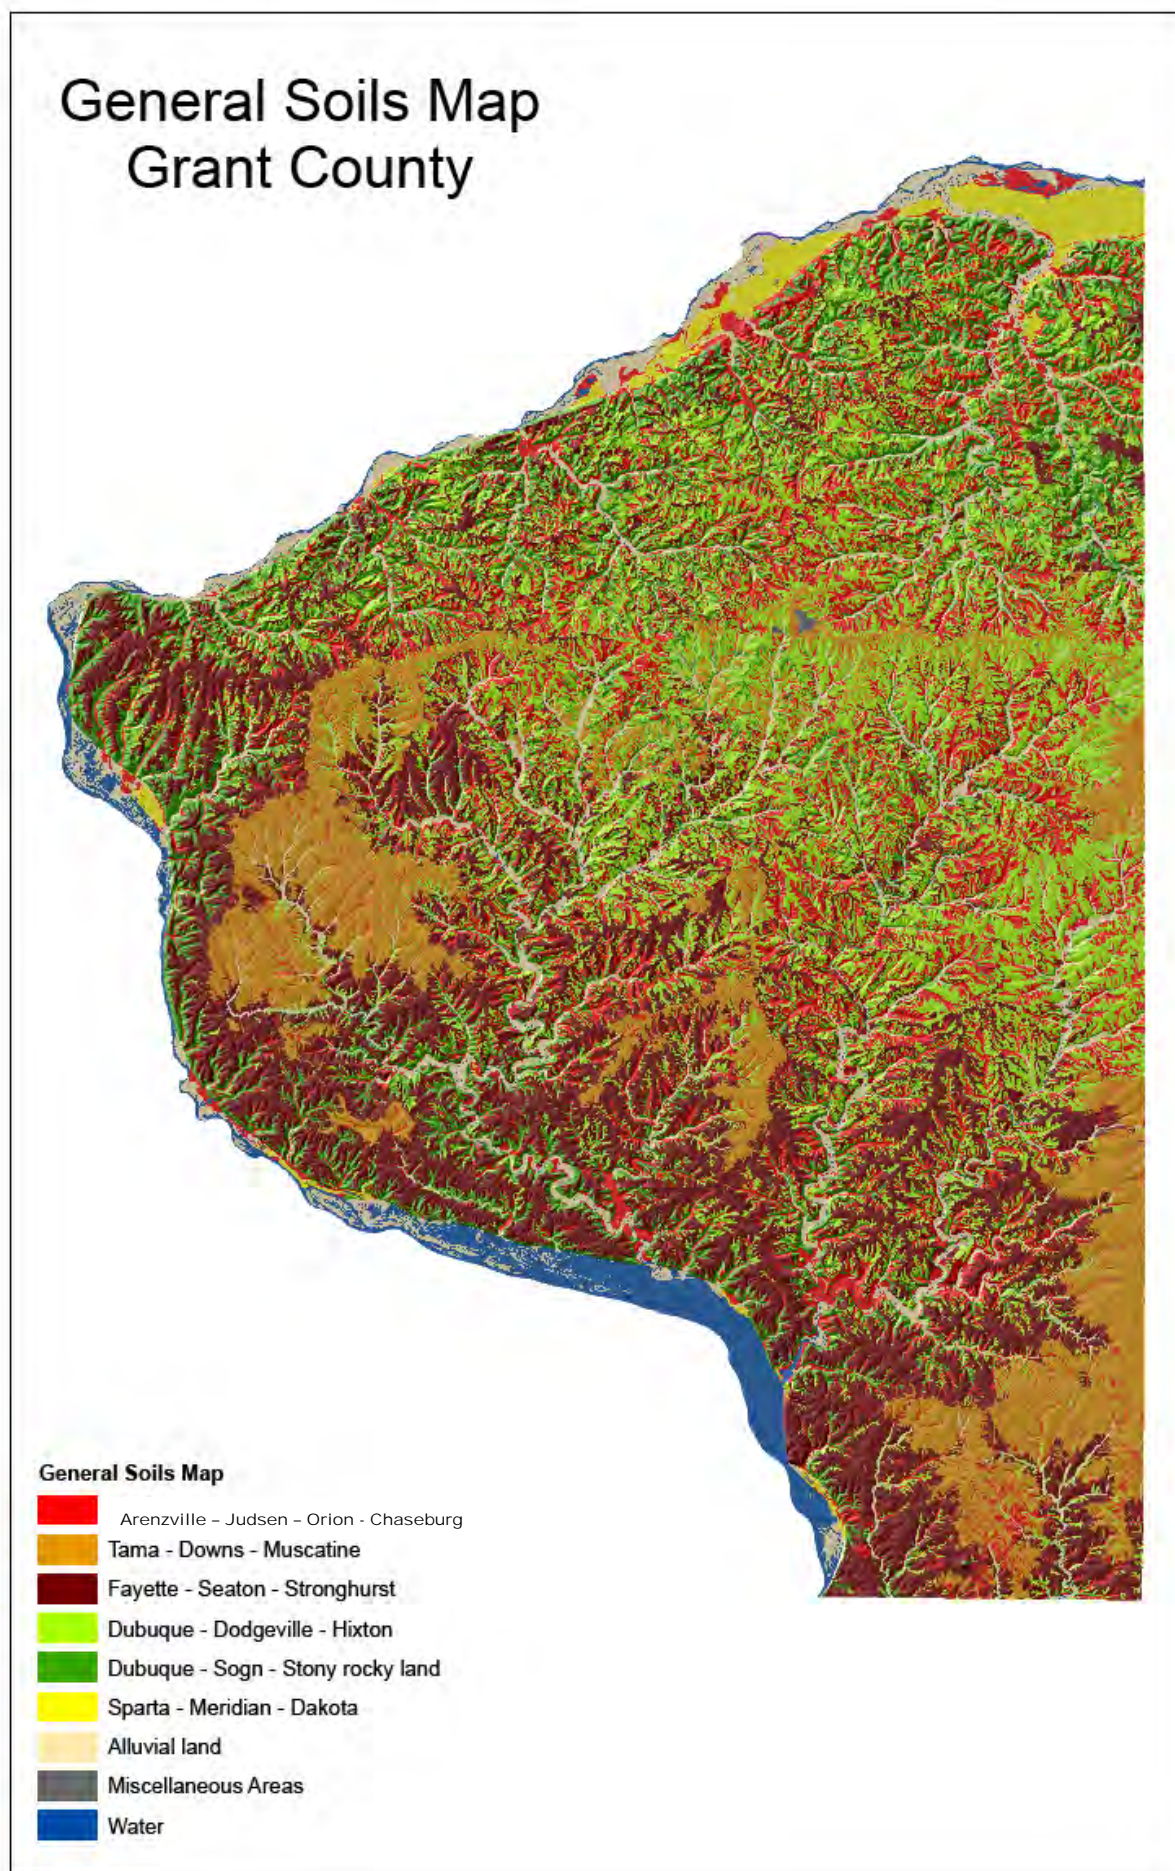 General Soils Map
Grant County
General Soils Map
Arenzville – Judsen – Orion - Chaseburg
Tama - Downs - Muscatine
Fayette - Seaton - Stronghurst
Dubuque - Dodgeville - Hixton
Dubuque - Sogn - Stony rocky land
Sparta - Meridian - Dakota
Alluvial land
Miscellaneous Areas
Water